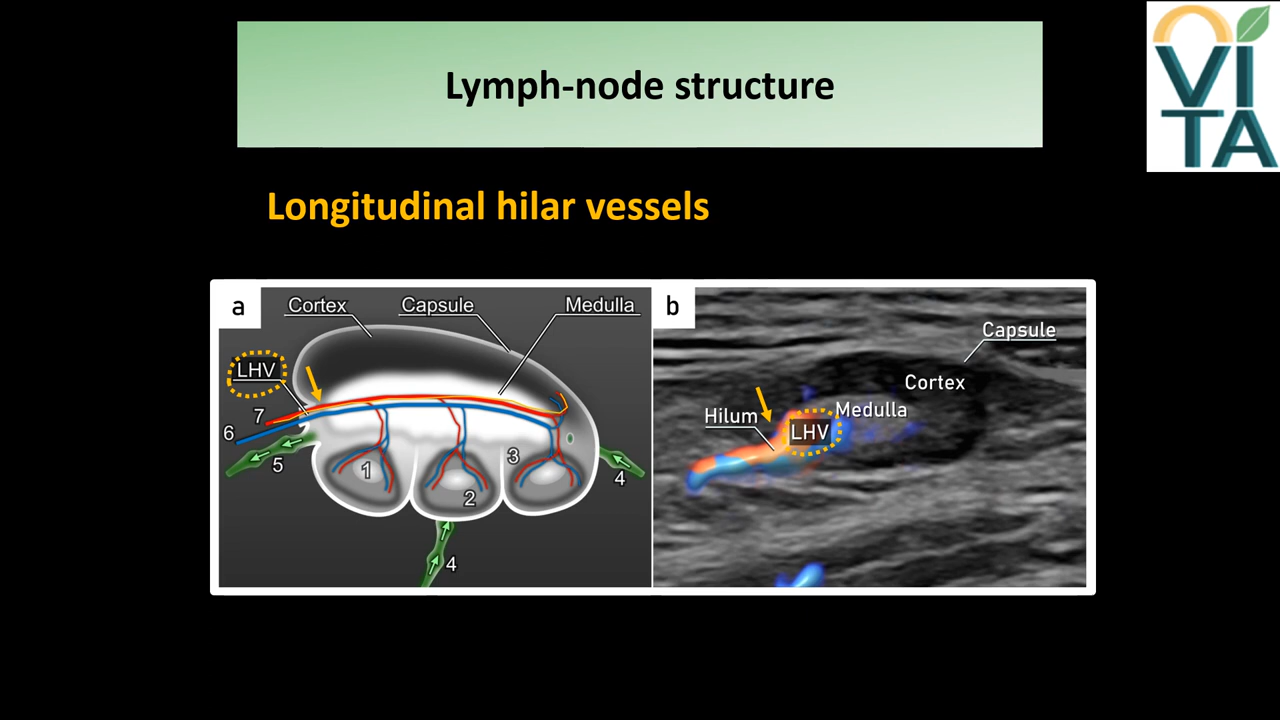 Lymph-node structure
VI
TA
Longitudinal hilar vessels
a
Cortex
Capsule
Medulla
LHV
7
6
5
1
2
3
4
4
b
Capsule
Cortex
Medulla
Hilum
LHV